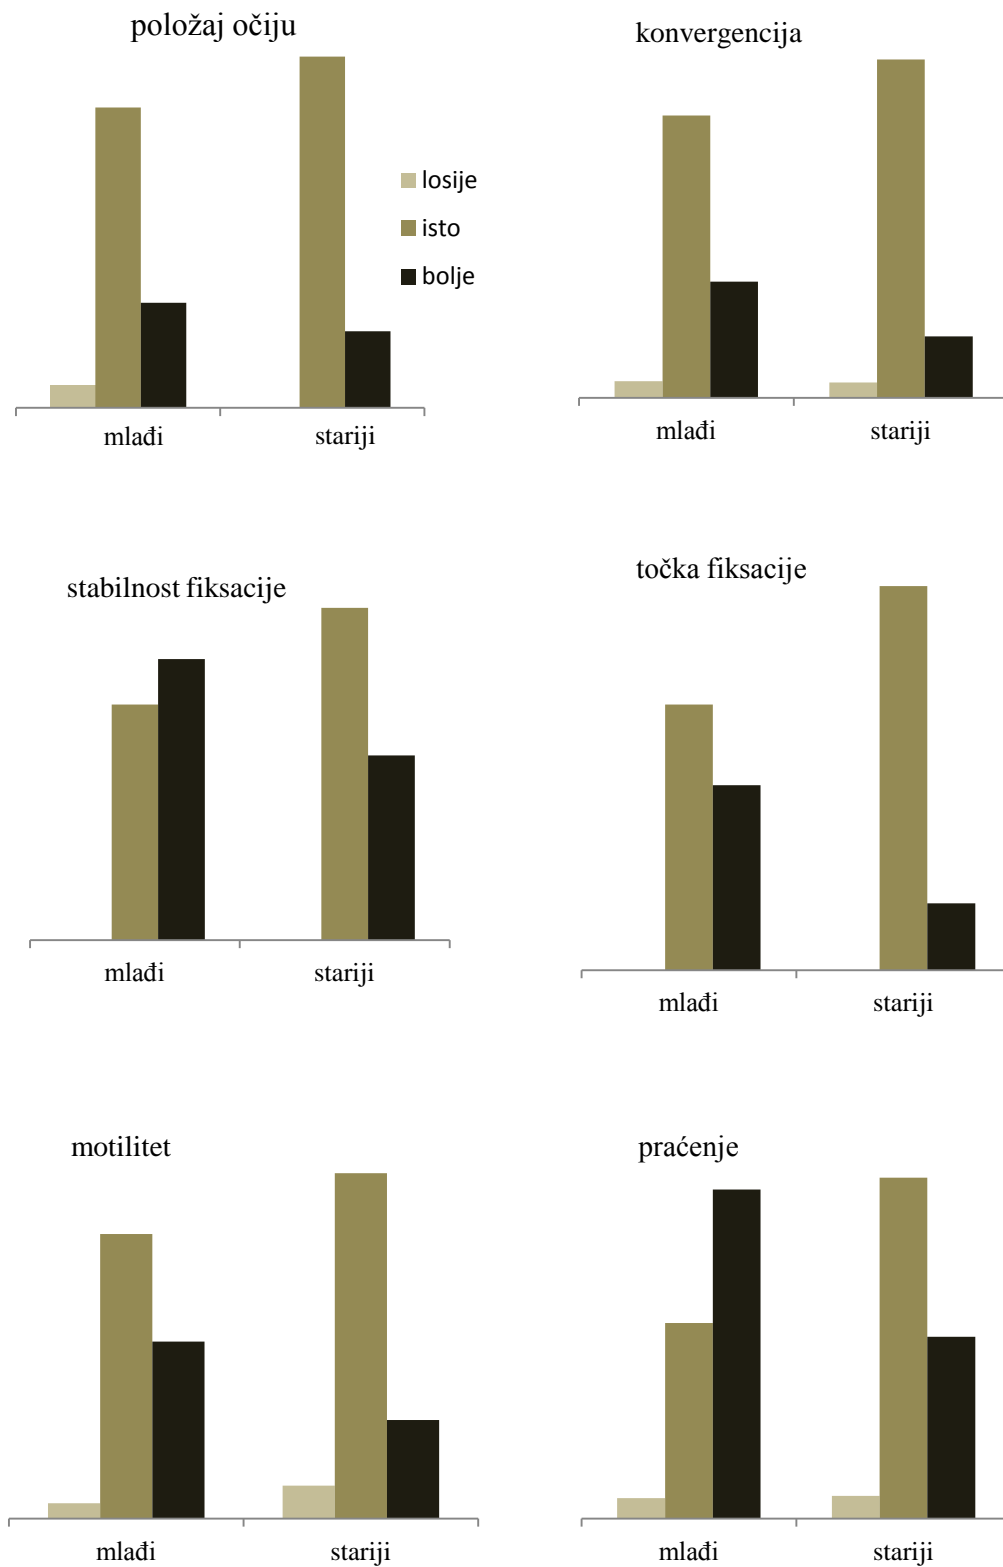 položaj očiju
losije
isto
bolje
mlađi stariji
konvergencija
mlađi stariji
stabilnost fiksacije
mlađi stariji
točka fiksacije
mlađi stariji
motilitet
mlađi stariji
praćenje
mlađi stariji